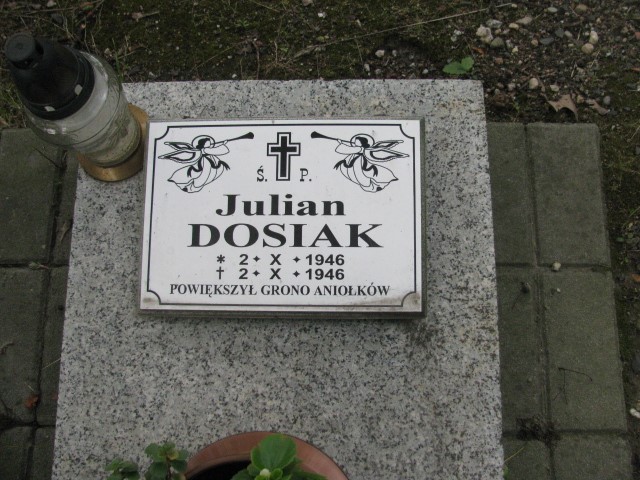 Ś. P.
Julian
DOSIAK
* 2 ✦ X ✦ 1946
† 2 ✦ X ✦ 1946
POWIĘKSZYŁ GRONO ANIOŁKÓW